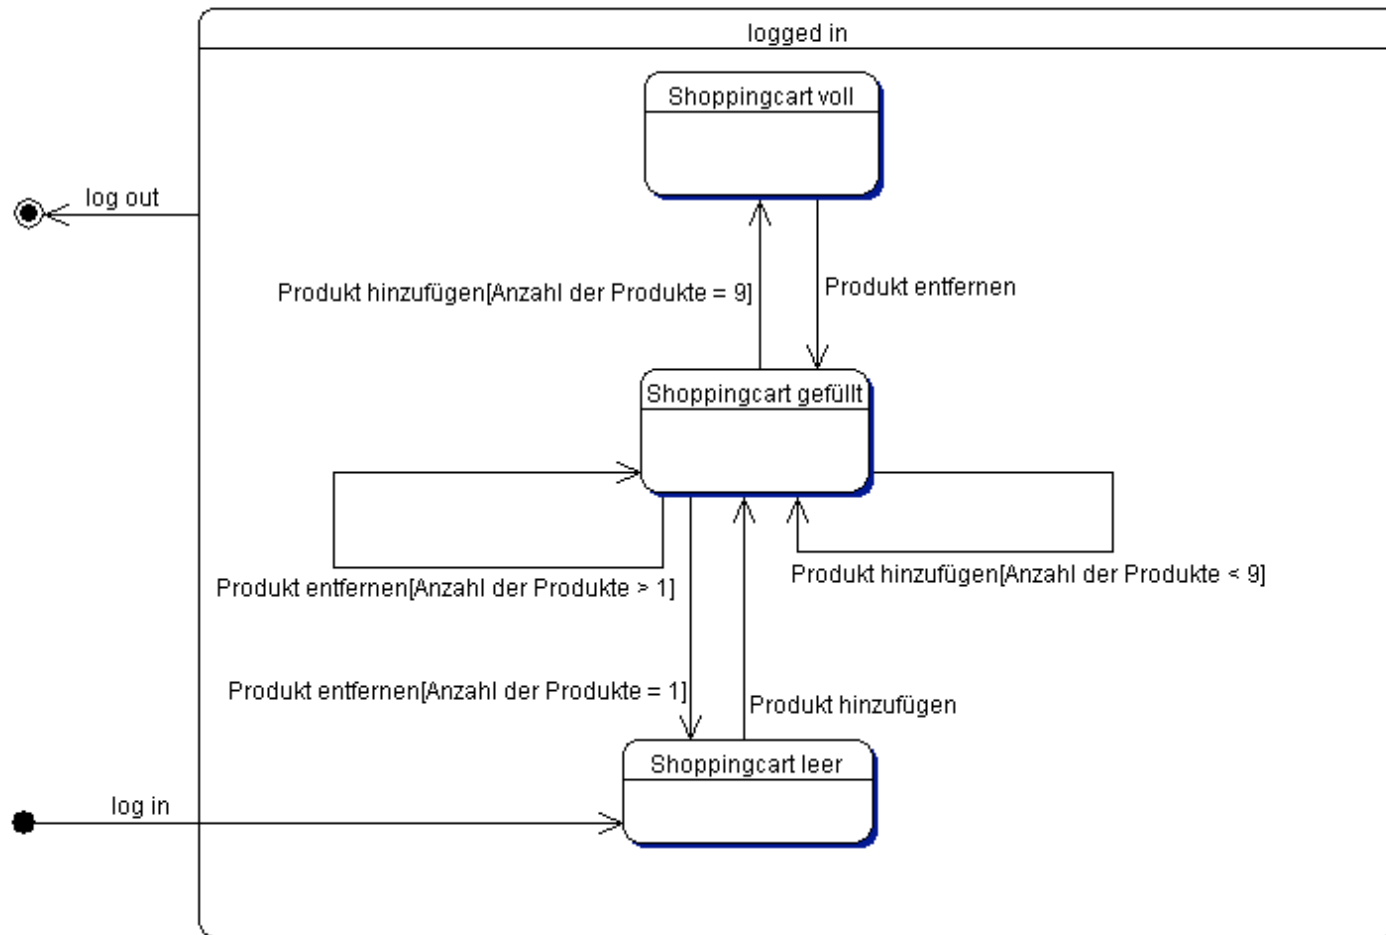 logged in
Shoppingcart voll
log out
Produkt hinzufügen[Anzahl der Produkte = 9]
Produkt entfernen
Shoppingcart gefüllt
Produkt entfernen[Anzahl der Produkte > 1]
Produkt hinzufügen[Anzahl der Produkte < 9]
Produkt entfernen[Anzahl der Produkte = 1]
Produkt hinzufügen
Shoppingcart leer
log in